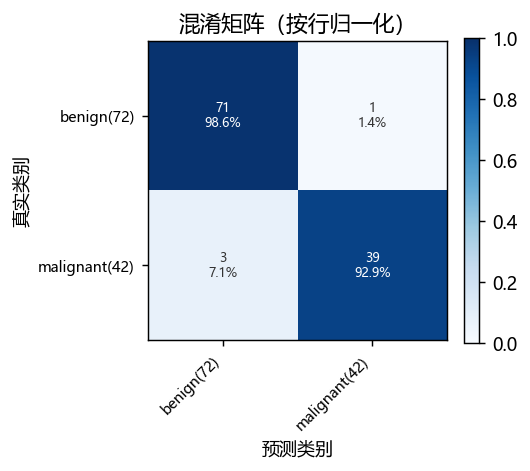 混淆矩阵（按行归一化）
真实类别
benign(72)
71
98.6%
1
1.4%
malignant(42)
3
7.1%
39
92.9%
benign(72)
malignant(42)
预测类别
1.0
0.8
0.6
0.4
0.2
0.0